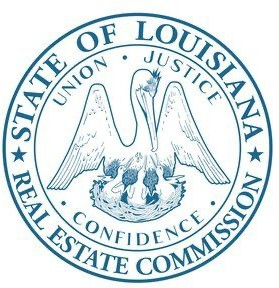 STATE OF LOUISIANA
UNION · JUSTICE
· CONFIDENCE ·
REAL ESTATE COMMISSION